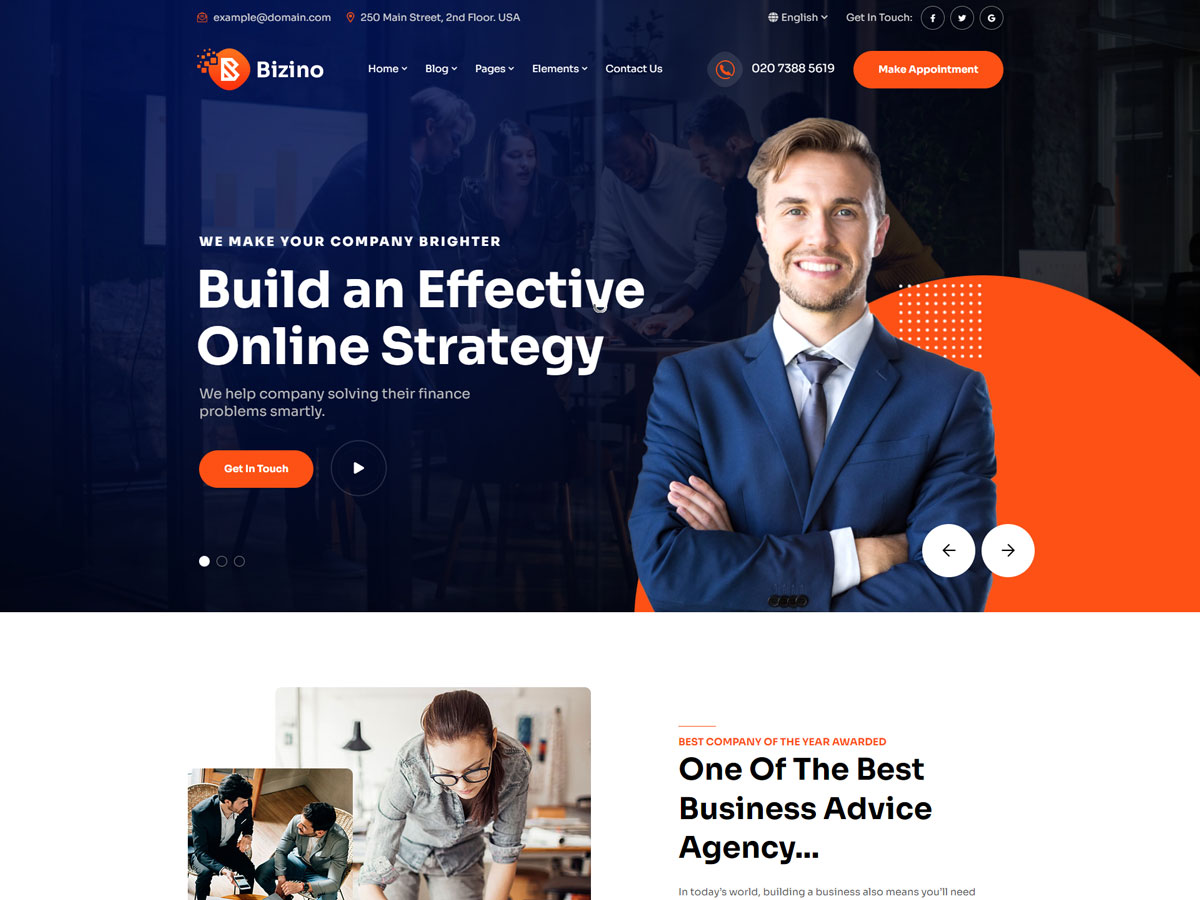 example@domain.com 250 Main Street, 2nd Floor. USA English Get In Touch:
Bizino Home Blog Pages Elements Contact Us 020 7388 5619 Make Appointment
WE MAKE YOUR COMPANY BRIGHTER
Build an Effective
Online Strategy
We help company solving their finance
problems smartly.
Get In Touch
BEST COMPANY OF THE YEAR AWARDED
One Of The Best
Business Advice
Agency...
In today's world, building a business also means you'll need